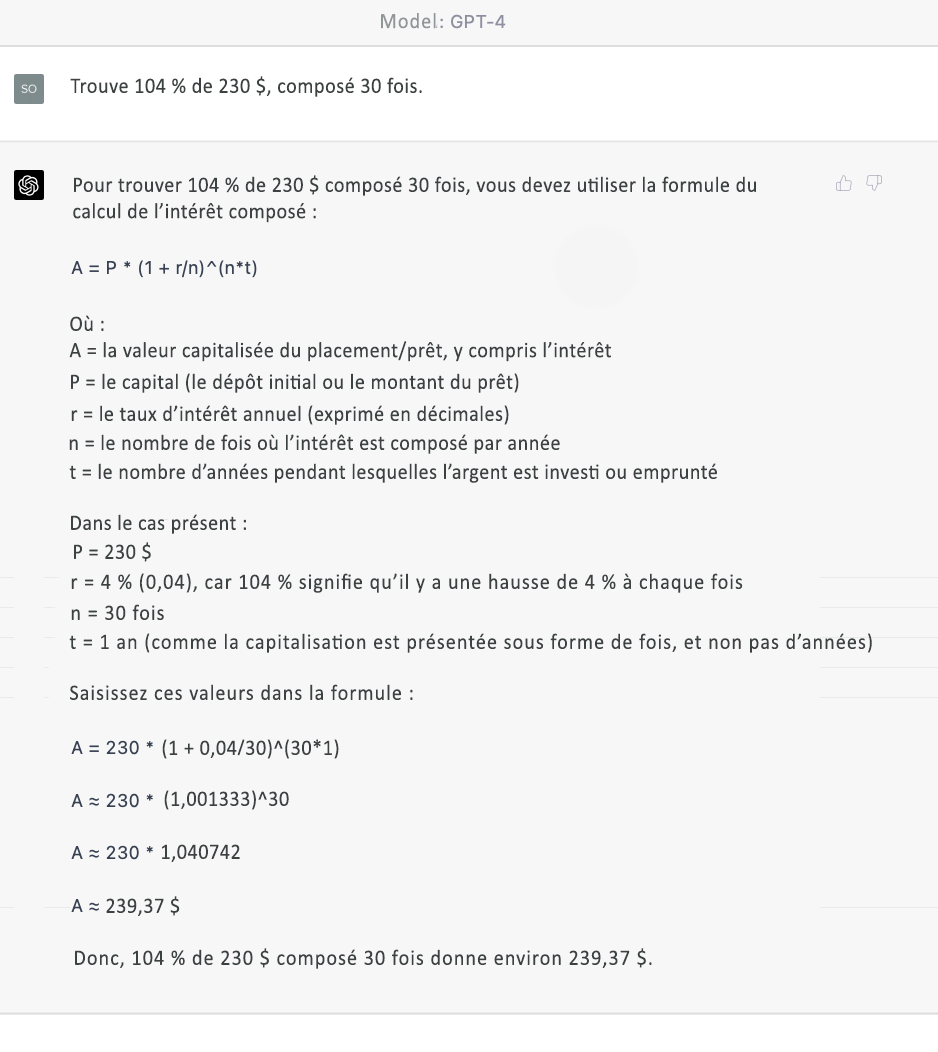 Model: GPT-4
SO
Trouve 104 % de 230 $, composé 30 fois.
Pour trouver 104 % de 230 $ composé 30 fois, vous devez utiliser la formule du
calcul de l’intérêt composé :
A = P * (1 + r/n)^(n*t)
Où :
A = la valeur capitalisée du placement/prêt, y compris l’intérêt
P = le capital (le dépôt initial ou le montant du prêt)
r = le taux d’intérêt annuel (exprimé en décimales)
n = le nombre de fois où l’intérêt est composé par année
t = le nombre d’années pendant lesquelles l’argent est investi ou emprunté
Dans le cas présent :
P = 230 $
r = 4 % (0,04), car 104 % signifie qu’il y a une hausse de 4 % à chaque fois
n = 30 fois
t = 1 an (comme la capitalisation est présentée sous forme de fois, et non pas d’années)
Saisissez ces valeurs dans la formule :
A = 230 * (1 + 0,04/30)^(30*1)
A ≈ 230 * (1,001333)^30
A ≈ 230 * 1,040742
A ≈ 239,37 $
Donc, 104 % de 230 $ composé 30 fois donne environ 239,37 $.